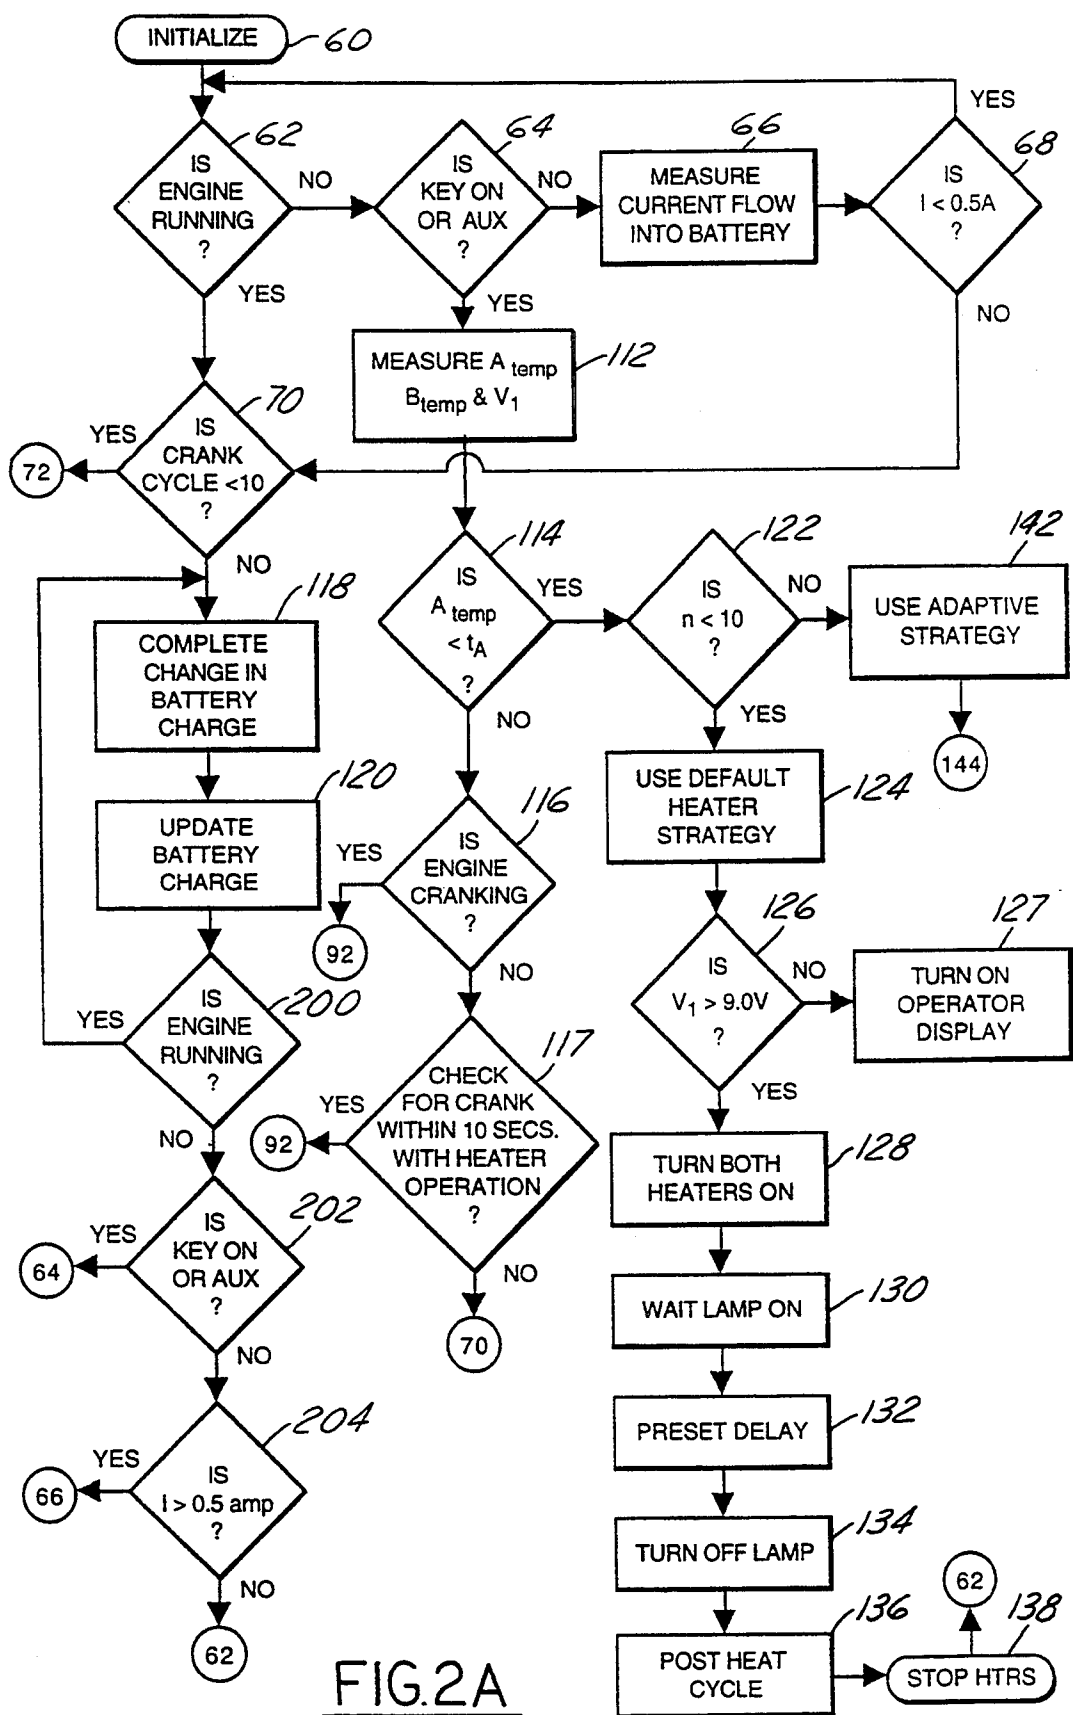 INITIALIZE
60
YES
62
64
66
68
IS
ENGINE
RUNNING
?
NO
IS
KEY ON
OR AUX
?
NO
MEASURE
CURRENT FLOW
INTO BATTERY
IS
I < 0.5A
?
YES
YES
NO
MEASURE A temp
Btemp & V1
112
70
YES
IS
CRANK
CYCLE <10
?
72
NO
114
IS
A temp
< tA
?
YES
122
IS
n < 10
?
NO
142
USE ADAPTIVE
STRATEGY
144
118
COMPLETE
CHANGE IN
BATTERY
CHARGE
NO
YES
USE DEFAULT
HEATER
STRATEGY
124
120
UPDATE
BATTERY
CHARGE
116
YES
IS
ENGINE
CRANKING
?
92
NO
126
IS
V1 > 9.0V
?
NO
127
TURN ON
OPERATOR
DISPLAY
YES
200
YES
IS
ENGINE
RUNNING
?
NO
117
YES
CHECK
FOR CRANK
WITHIN 10 SECS.
WITH HEATER
OPERATION
?
92
NO
70
TURN BOTH
HEATERS ON
128
202
YES
IS
KEY ON
OR AUX
?
64
NO
WAIT LAMP ON
130
PRESET DELAY
132
204
YES
IS
I > 0.5 amp
?
66
NO
62
TURN OFF LAMP
134
POST HEAT
CYCLE
136
62
STOP HTRS
138
FIG.2A